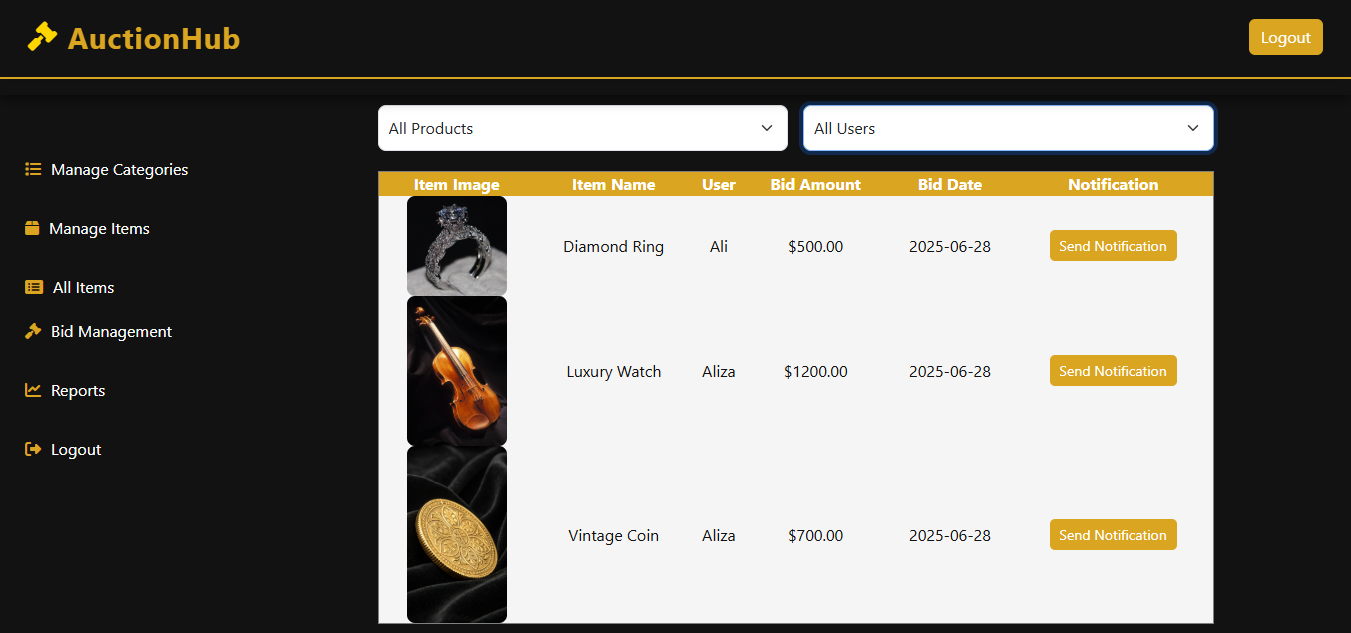 AuctionHub Logout
All Products All Users
Manage Categories
Manage Items
All Items
Bid Management
Reports
Logout
Item Image Item Name User Bid Amount Bid Date Notification
Diamond Ring Ali $500.00 2025-06-28 Send Notification
Luxury Watch Aliza $1200.00 2025-06-28 Send Notification
Vintage Coin Aliza $700.00 2025-06-28 Send Notification